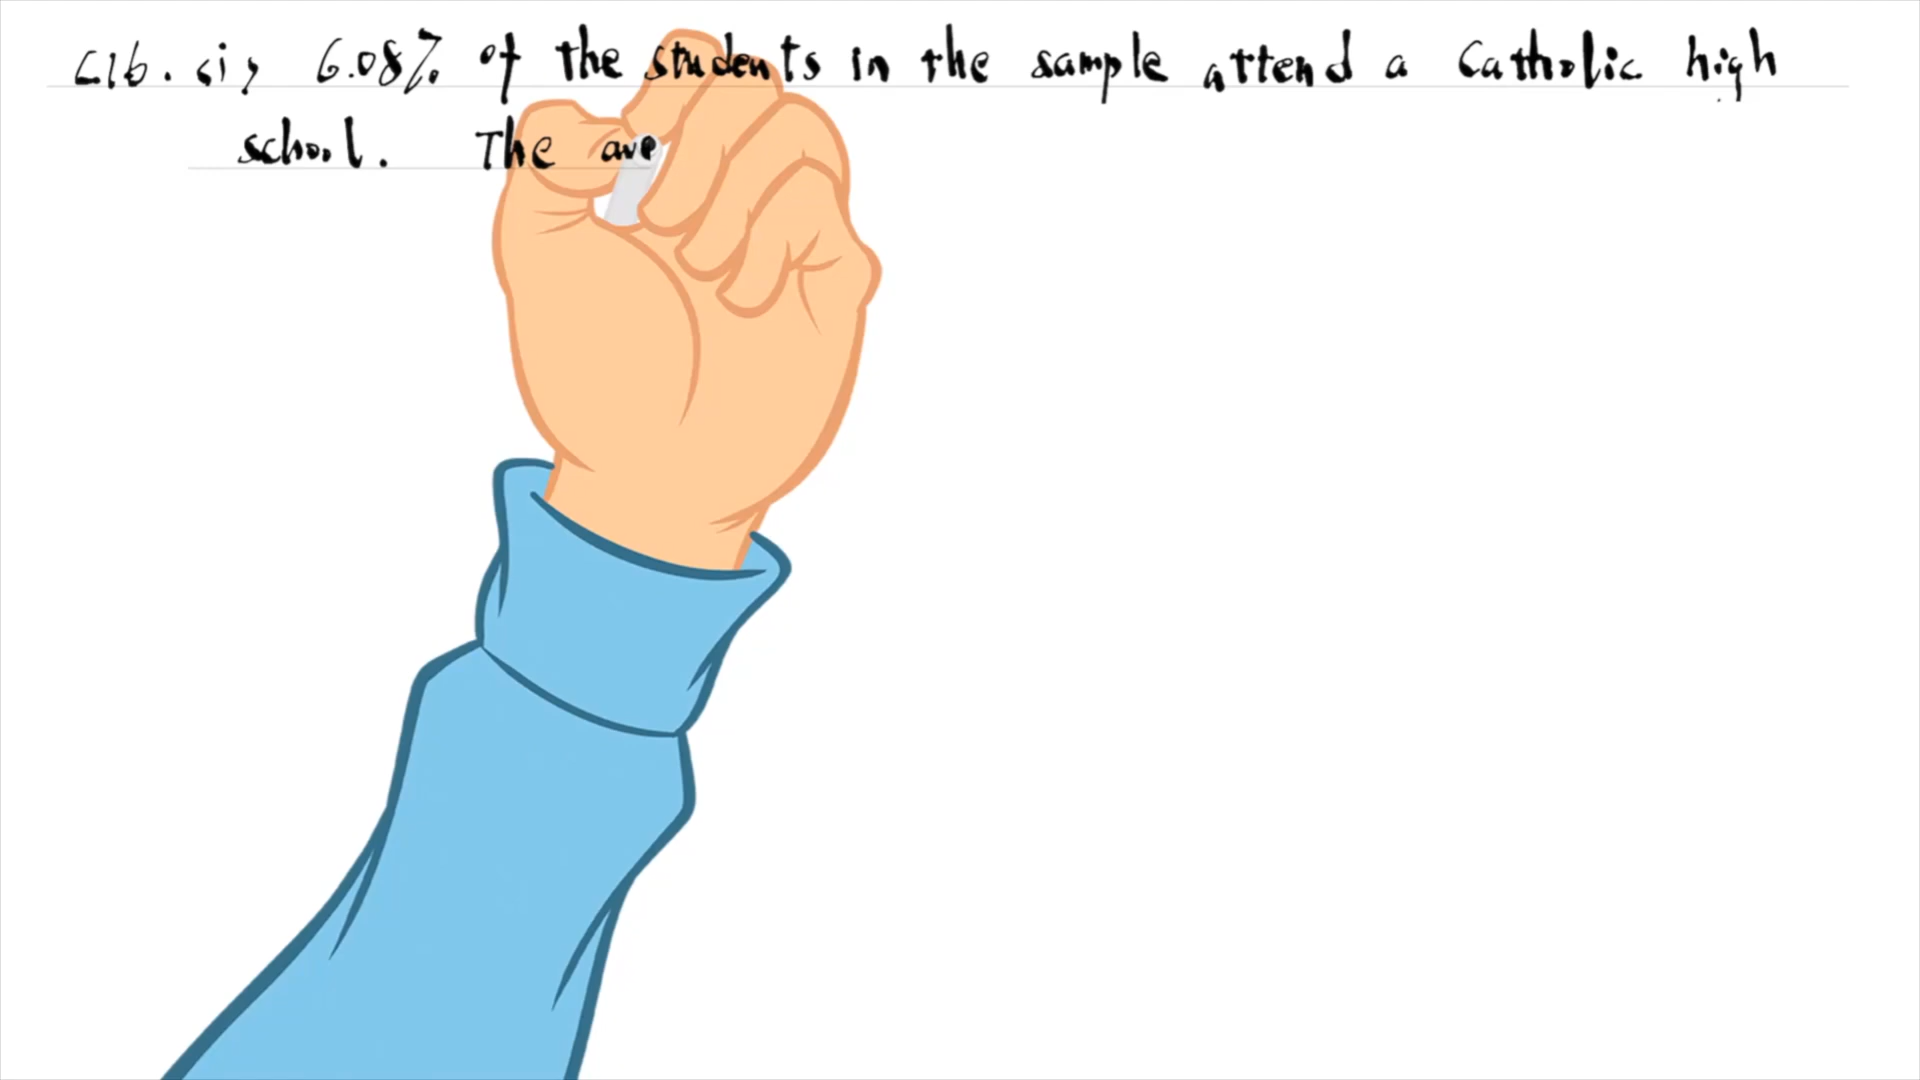 C16. (i) 6.08% of the students in the sample attend a Catholic high
school. The ave